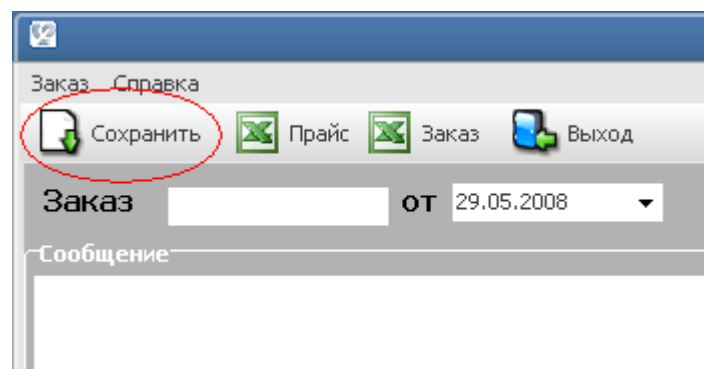 Заказ Справка
Сохранить Прайс Заказ Выход
Заказ от 29.05.2008
Сообщение